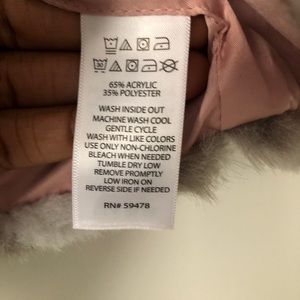 65% ACRYLIC
35% POLYESTER
WASH INSIDE OUT
MACHINE WASH COOL
GENTLE CYCLE
WASH WITH LIKE COLORS
USE ONLY NON-CHLORINE
BLEACH WHEN NEEDED
TUMBLE DRY LOW
REMOVE PROMPTLY
LOW IRON ON
REVERSE SIDE IF NEEDED
RN# 59478